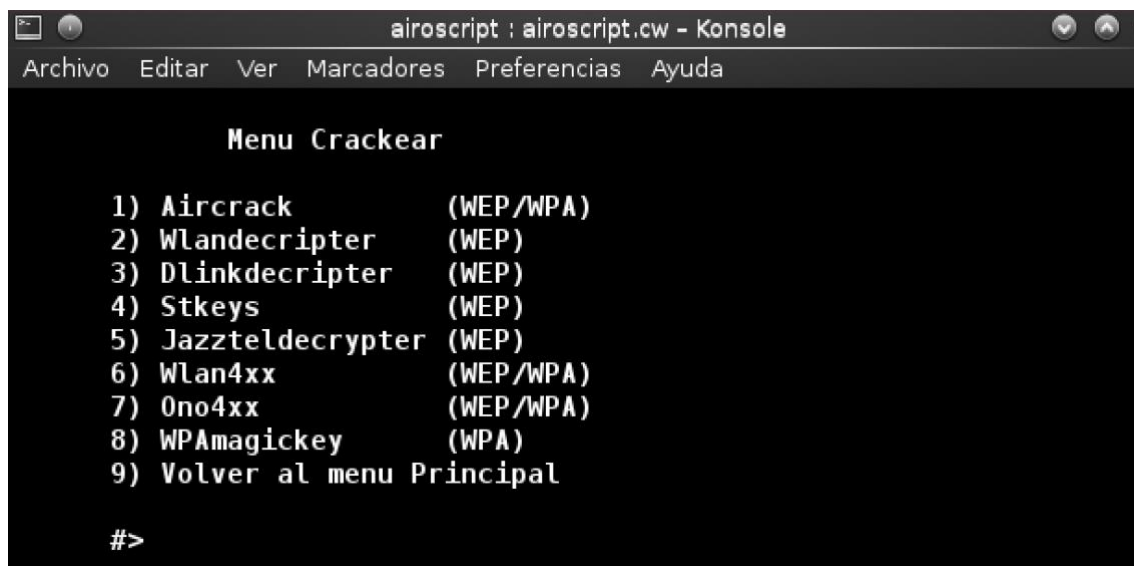 airoscript : airoscript.cw – Konsole
Archivo Editar Ver Marcadores Preferencias Ayuda
Menu Crackear
1) Aircrack (WEP/WPA)
2) Wlandecripter (WEP)
3) Dlinkdecripter (WEP)
4) Stkeys (WEP)
5) Jazzteldecrypter (WEP)
6) Wlan4xx (WEP/WPA)
7) Ono4xx (WEP/WPA)
8) WPAmagickey (WPA)
9) Volver al menu Principal
#>